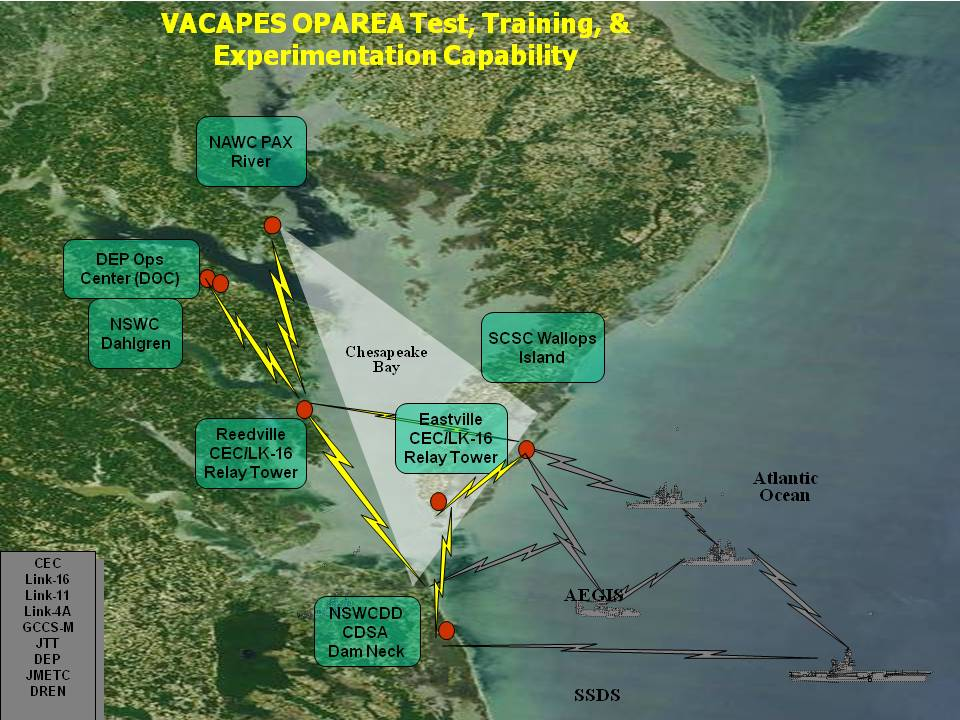 VACAPES OPAREA Test, Training, &
Experimentation Capability
NAWC PAX
River
DEP Ops
Center (DOC)
NSWC
Dahlgren
SCSC Wallops
Island
Chesapeake
Bay
Eastville
CEC/LK-16
Relay Tower
Reedville
CEC/LK-16
Relay Tower
Atlantic
Ocean
CEC
Link-16
Link-11
Link-4A
GCCS-M
JTT
DEP
JMETC
DREN
AEGIS
NSWCDD
CDSA
Dam Neck
SSDS